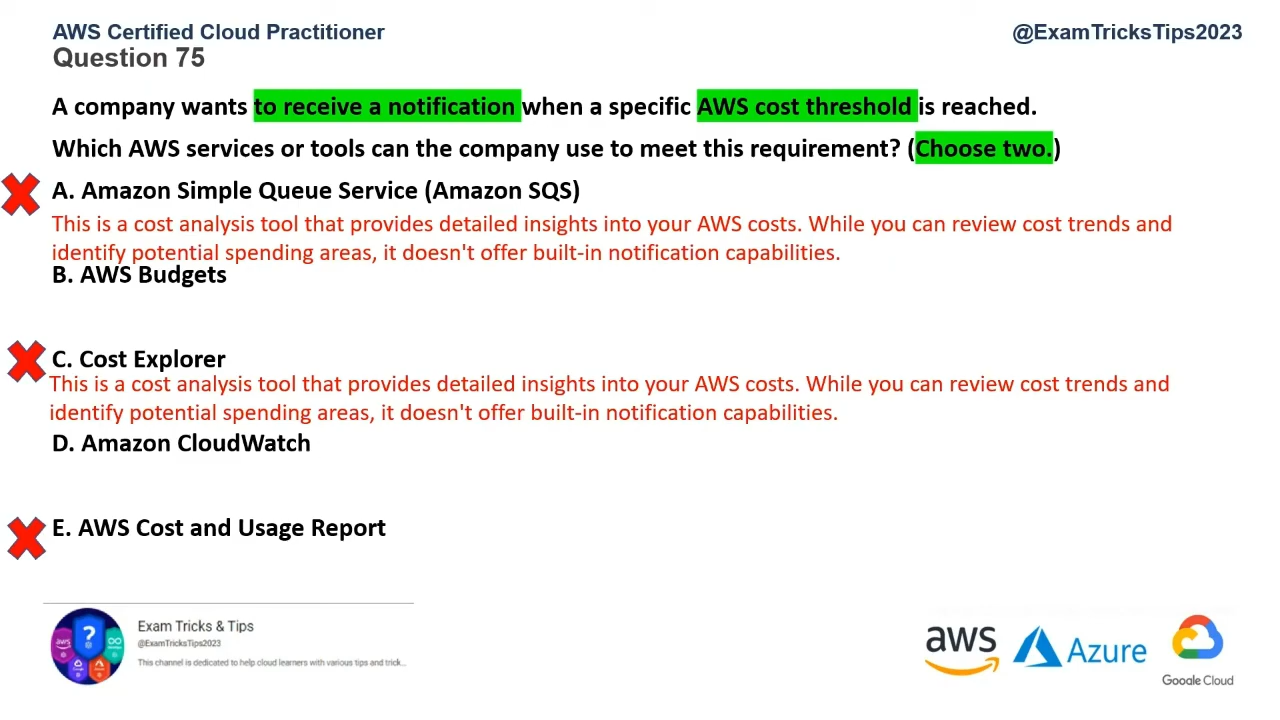 AWS Certified Cloud Practitioner
@ExamTricksTips2023
Question 75
A company wants to receive a notification when a specific AWS cost threshold is reached.
Which AWS services or tools can the company use to meet this requirement? (Choose two.)
A. Amazon Simple Queue Service (Amazon SQS)
This is a cost analysis tool that provides detailed insights into your AWS costs. While you can review cost trends and
identify potential spending areas, it doesn't offer built-in notification capabilities.
B. AWS Budgets
C. Cost Explorer
This is a cost analysis tool that provides detailed insights into your AWS costs. While you can review cost trends and
identify potential spending areas, it doesn't offer built-in notification capabilities.
D. Amazon CloudWatch
E. AWS Cost and Usage Report
Exam Tricks & Tips
@ExamTricksTips2023
This channel is dedicated to help cloud learners with various tips and trick...
aws
?
aws
Azure
Google Cloud